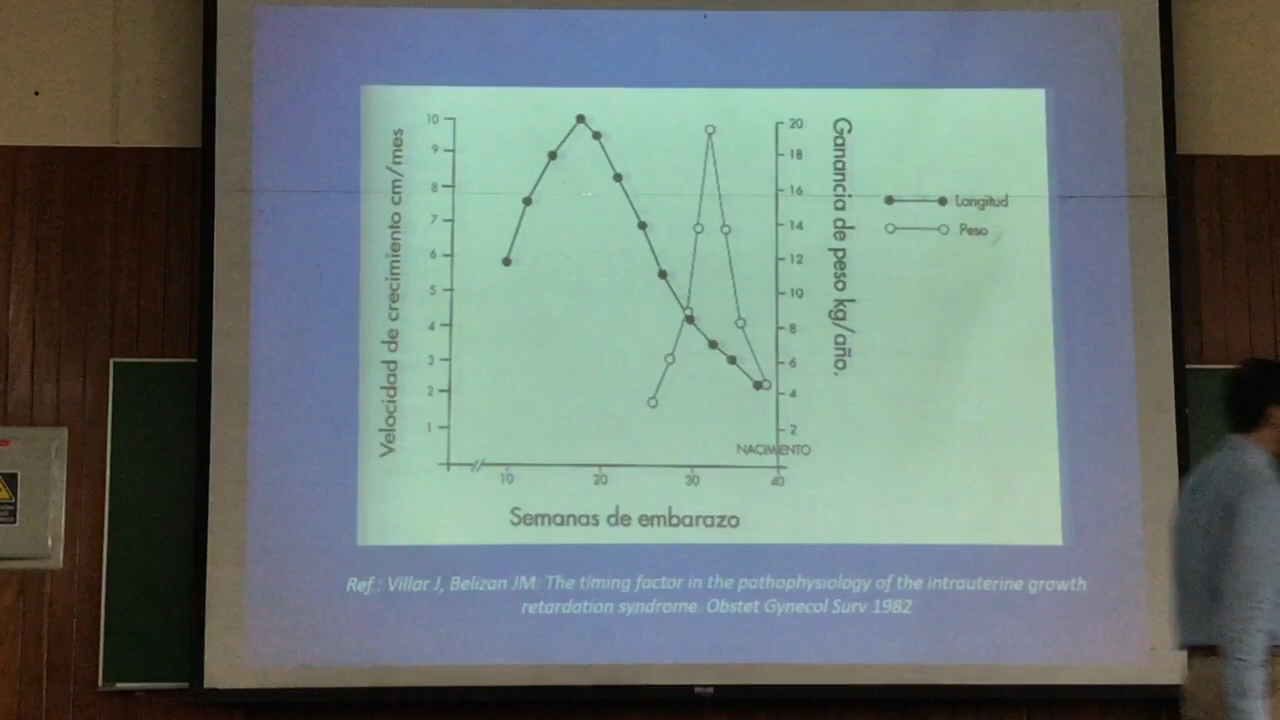 Velocidad de crecimiento cm/mes
10
9
8
7
6
5
4
3
2
1
20
18
16
14
12
10
8
6
4
2
Ganancia de peso kg/año.
Longitud
Peso
NACIMIENTO
10 20 30 40
Semanas de embarazo
Ref.: Villar J, Belizan JM: The timing factor in the pathophysiology of the intrauterine growth
retardation syndrome. Obstet Gynecol Surv 1982